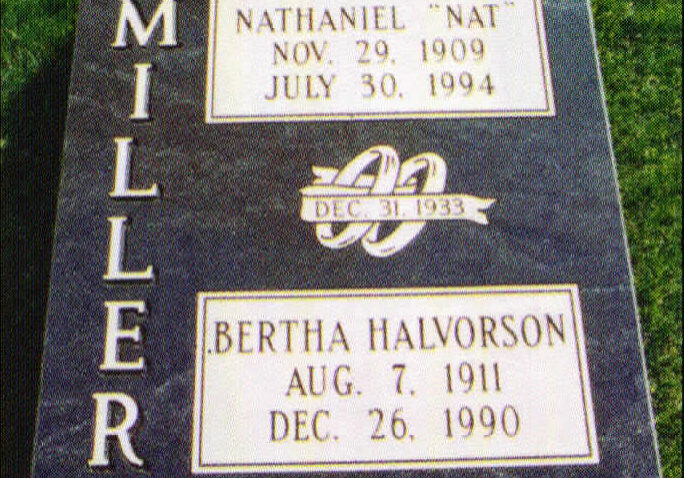 MILLER
NATHANIEL "NAT"
NOV. 29, 1909
JULY 30, 1994
DEC. 31, 1933
BERTHA HALVORSON
AUG. 7, 1911
DEC. 26, 1990